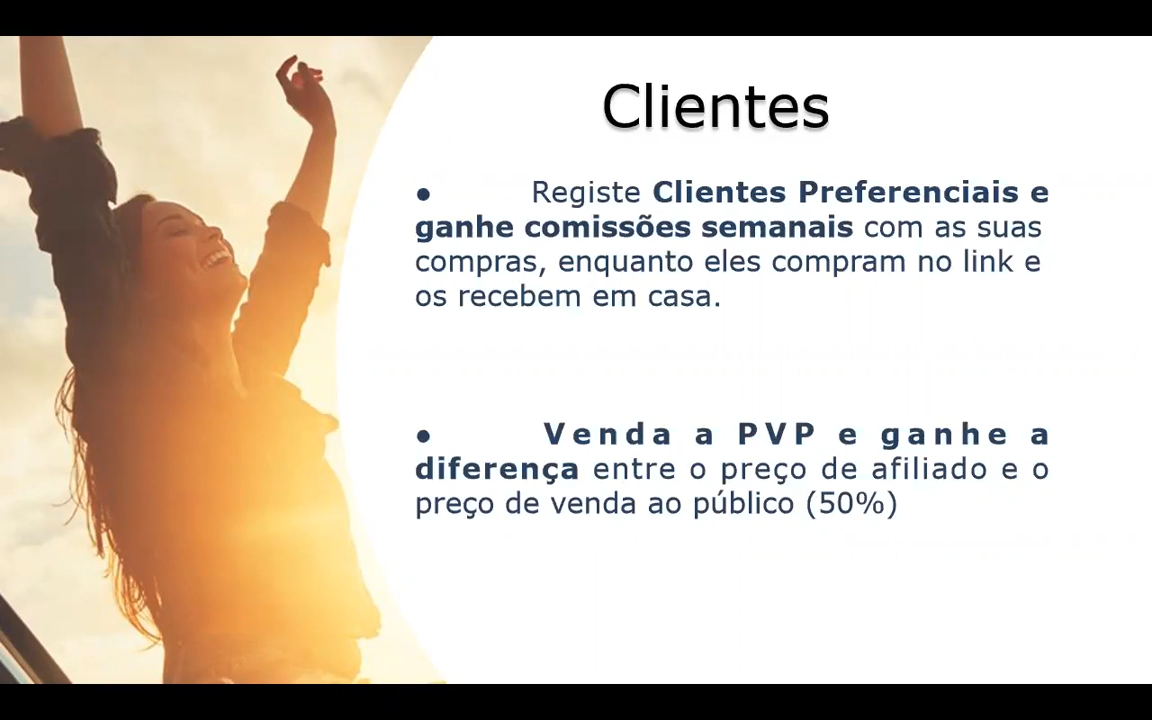 Clientes
● Registe Clientes Preferenciais e
ganhe comissões semanais com as suas
compras, enquanto eles compram no link e
os recebem em casa.
● Venda a PVP e ganhe a
diferença entre o preço de afiliado e o
preço de venda ao público (50%)